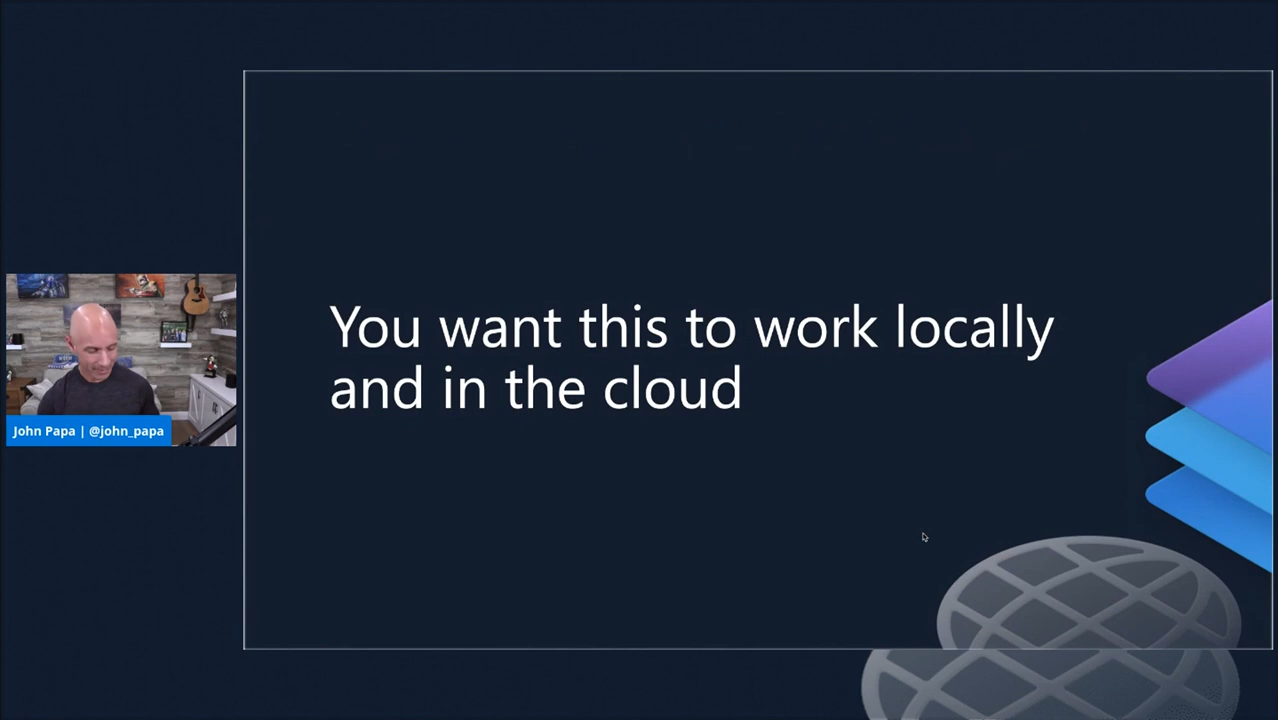 John Papa | @john_papa
You want this to work locally
and in the cloud